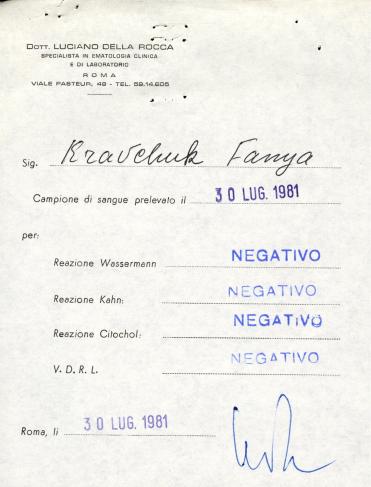 DOTT. LUCIANO DELLA ROCCA
SPECIALISTA IN EMATOLOGIA CLINICA
E DI LABORATORIO
ROMA
VIALE PASTEUR, 48 - TEL. 59.14.605
Sig. Kravchuk Fanya
Campione di sangue prelevato il 30 LUG. 1981
per:
Reazione Wassermann NEGATIVO
Reazione Kahn: NEGATIVO
Reazione Citochol: NEGATIVO
V. D. R. L. NEGATIVO
Roma, lì 30 LUG. 1981